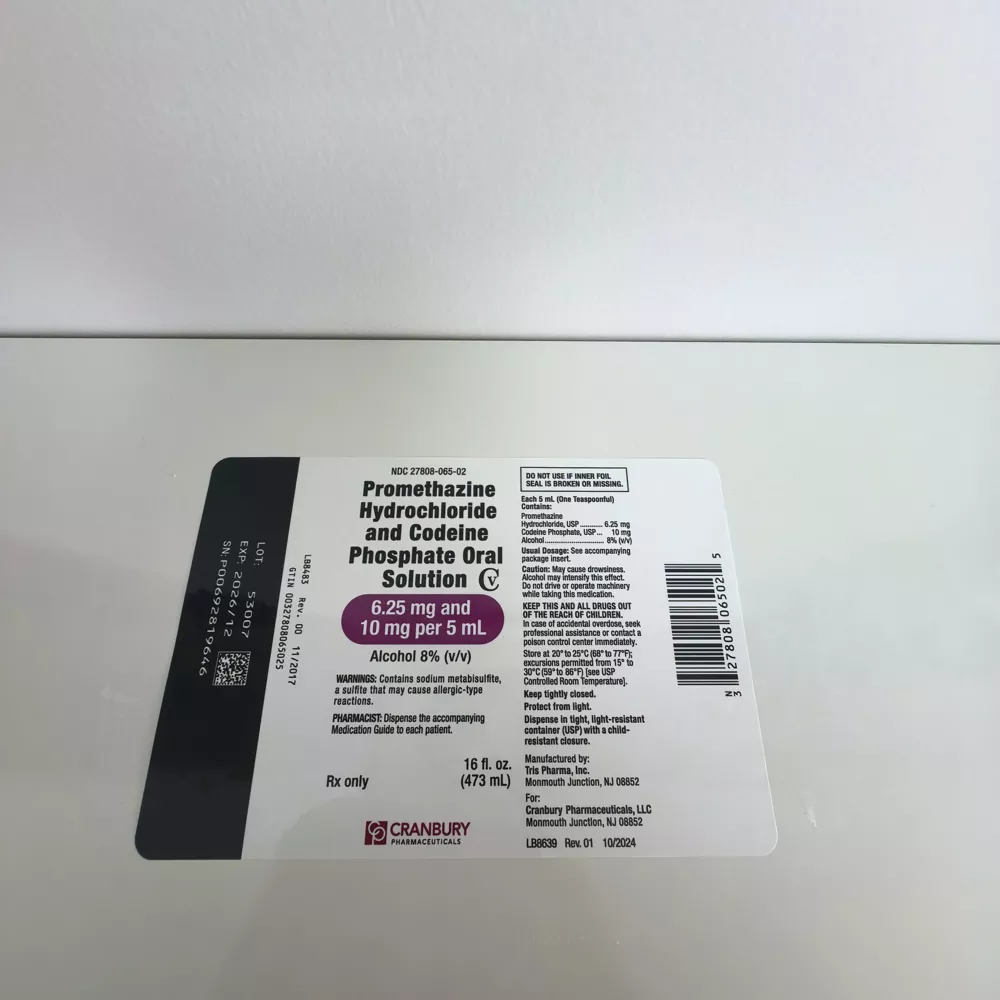 LOT: 53007
EXP: 2026/12
SN: P00692819646
LB8483 Rev. 00 11/2017
GTIN 00327808065025
NDC 27808-065-02
Promethazine
Hydrochloride
and Codeine
Phosphate Oral
Solution CV
6.25 mg and
10 mg per 5 mL
Alcohol 8% (v/v)
WARNINGS: Contains sodium metabisulfite,
a sulfite that may cause allergic-type
reactions.
PHARMACIST: Dispense the accompanying
Medication Guide to each patient.
Rx only
16 fl. oz.
(473 mL)
CRANBURY
PHARMACEUTICALS
DO NOT USE IF INNER FOIL
SEAL IS BROKEN OR MISSING.
Each 5 mL (One Teaspoonful)
Contains:
Promethazine
Hydrochloride, USP ............ 6.25 mg
Codeine Phosphate, USP ... 10 mg
Alcohol .............................. 8% (v/v)
Usual Dosage: See accompanying
package insert.
Caution: May cause drowsiness.
Alcohol may intensify this effect.
Do not drive or operate machinery
while taking this medication.
KEEP THIS AND ALL DRUGS OUT
OF THE REACH OF CHILDREN.
In case of accidental overdose, seek
professional assistance or contact a
poison control center immediately.
Store at 20° to 25°C (68° to 77°F);
excursions permitted from 15° to
30°C (59° to 86°F) [see USP
Controlled Room Temperature].
Keep tightly closed.
Protect from light.
Dispense in tight, light-resistant
container (USP) with a child-
resistant closure.
Manufactured by:
Tris Pharma, Inc.
Monmouth Junction, NJ 08852
For:
Cranbury Pharmaceuticals, LLC
Monmouth Junction, NJ 08852
LB8639 Rev. 01 10/2024
N 3 27808 06502 5